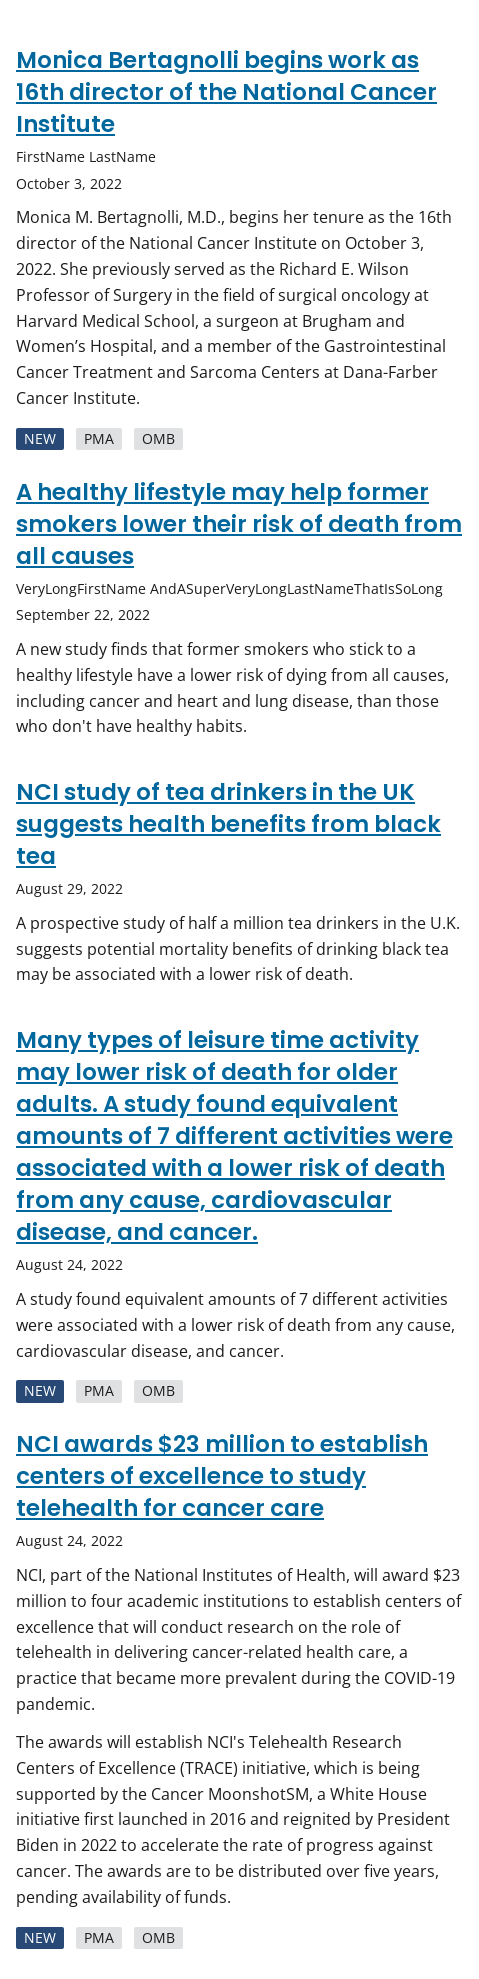 Monica Bertagnolli begins work as
16th director of the National Cancer
Institute
FirstName LastName
October 3, 2022
Monica M. Bertagnolli, M.D., begins her tenure as the 16th
director of the National Cancer Institute on October 3,
2022. She previously served as the Richard E. Wilson
Professor of Surgery in the field of surgical oncology at
Harvard Medical School, a surgeon at Brugham and
Women’s Hospital, and a member of the Gastrointestinal
Cancer Treatment and Sarcoma Centers at Dana-Farber
Cancer Institute.
NEW PMA OMB
A healthy lifestyle may help former
smokers lower their risk of death from
all causes
VeryLongFirstName AndASuperVeryLongLastNameThatIsSoLong
September 22, 2022
A new study finds that former smokers who stick to a
healthy lifestyle have a lower risk of dying from all causes,
including cancer and heart and lung disease, than those
who don't have healthy habits.
NCI study of tea drinkers in the UK
suggests health benefits from black
tea
August 29, 2022
A prospective study of half a million tea drinkers in the U.K.
suggests potential mortality benefits of drinking black tea
may be associated with a lower risk of death.
Many types of leisure time activity
may lower risk of death for older
adults. A study found equivalent
amounts of 7 different activities were
associated with a lower risk of death
from any cause, cardiovascular
disease, and cancer.
August 24, 2022
A study found equivalent amounts of 7 different activities
were associated with a lower risk of death from any cause,
cardiovascular disease, and cancer.
NEW PMA OMB
NCI awards $23 million to establish
centers of excellence to study
telehealth for cancer care
August 24, 2022
NCI, part of the National Institutes of Health, will award $23
million to four academic institutions to establish centers of
excellence that will conduct research on the role of
telehealth in delivering cancer-related health care, a
practice that became more prevalent during the COVID-19
pandemic.
The awards will establish NCI's Telehealth Research
Centers of Excellence (TRACE) initiative, which is being
supported by the Cancer MoonshotSM, a White House
initiative first launched in 2016 and reignited by President
Biden in 2022 to accelerate the rate of progress against
cancer. The awards are to be distributed over five years,
pending availability of funds.
NEW PMA OMB